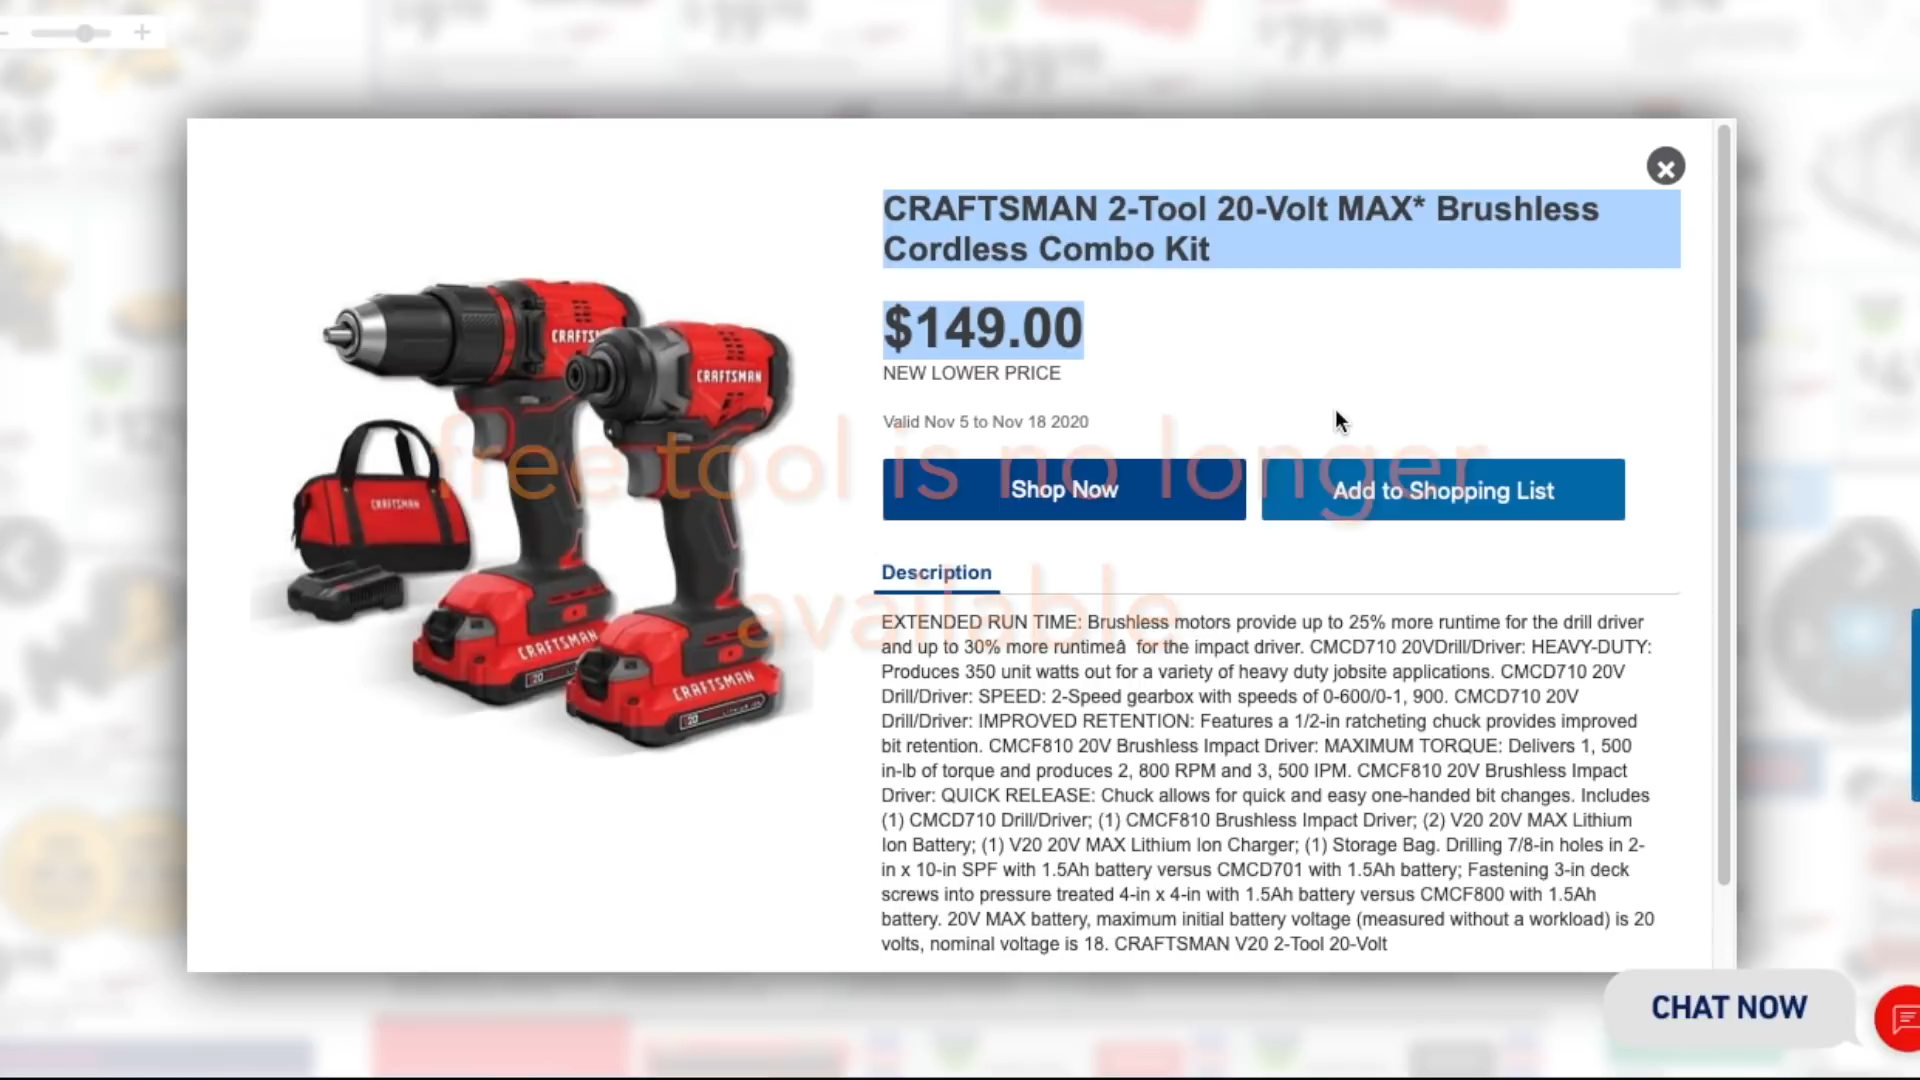 CRAFTSMAN 2-Tool 20-Volt MAX* Brushless
Cordless Combo Kit
$149.00
NEW LOWER PRICE
Valid Nov 5 to Nov 18 2020
free tool is no longer
available
Shop Now
Add to Shopping List
Description
EXTENDED RUN TIME: Brushless motors provide up to 25% more runtime for the drill driver
and up to 30% more runtimeâ for the impact driver. CMCD710 20VDrill/Driver: HEAVY-DUTY:
Produces 350 unit watts out for a variety of heavy duty jobsite applications. CMCD710 20V
Drill/Driver: SPEED: 2-Speed gearbox with speeds of 0-600/0-1, 900. CMCD710 20V
Drill/Driver: IMPROVED RETENTION: Features a 1/2-in ratcheting chuck provides improved
bit retention. CMCF810 20V Brushless Impact Driver: MAXIMUM TORQUE: Delivers 1, 500
in-lb of torque and produces 2, 800 RPM and 3, 500 IPM. CMCF810 20V Brushless Impact
Driver: QUICK RELEASE: Chuck allows for quick and easy one-handed bit changes. Includes
(1) CMCD710 Drill/Driver; (1) CMCF810 Brushless Impact Driver; (2) V20 20V MAX Lithium
Ion Battery; (1) V20 20V MAX Lithium Ion Charger; (1) Storage Bag. Drilling 7/8-in holes in 2-
in x 10-in SPF with 1.5Ah battery versus CMCD701 with 1.5Ah battery; Fastening 3-in deck
screws into pressure treated 4-in x 4-in with 1.5Ah battery versus CMCF800 with 1.5Ah
battery. 20V MAX battery, maximum initial battery voltage (measured without a workload) is 20
volts, nominal voltage is 18. CRAFTSMAN V20 2-Tool 20-Volt
CRAFTS
CRAFTSMAN
CRAFTSMAN
CRAFTSMAN
20
CRAFTSMAN
20
CHAT NOW